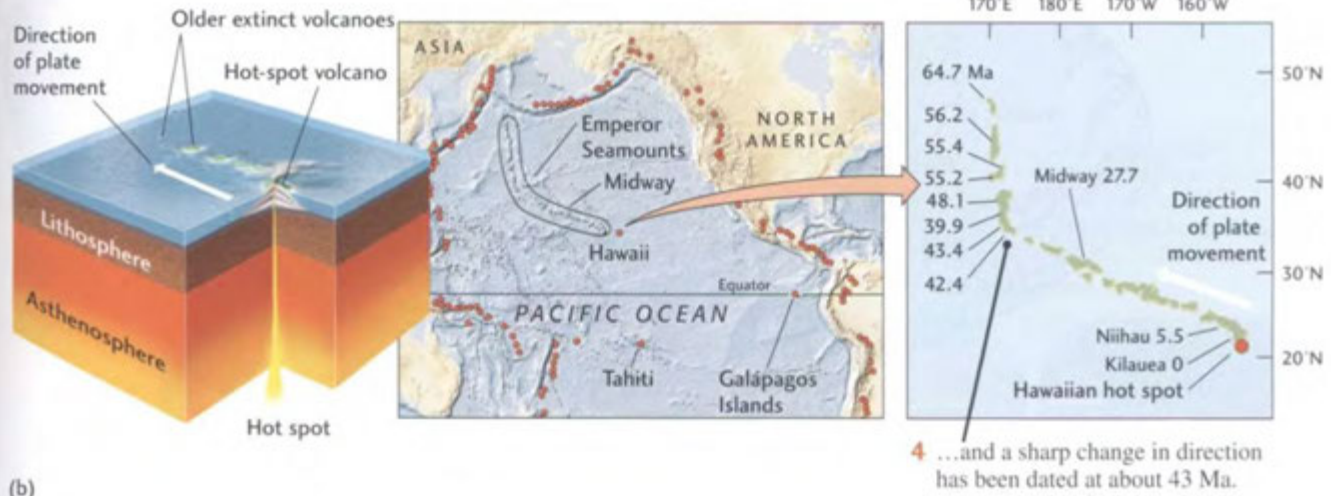 Direction
of plate
movement
Older extinct volcanoes
Hot-spot volcano
Lithosphere
Asthenosphere
Hot spot
(b)
ASIA
NORTH
AMERICA
Emperor
Seamounts
Midway
Hawaii
Equator
PACIFIC OCEAN
Tahiti
Galápagos
Islands
170°E 180°E 170°W 160°W
50°N
40°N
30°N
20°N
64.7 Ma
56.2
55.4
55.2
48.1
39.9
43.4
42.4
Midway 27.7
Direction
of plate
movement
Niihau 5.5
Kilauea 0
Hawaiian hot spot
4 …and a sharp change in direction
has been dated at about 43 Ma.